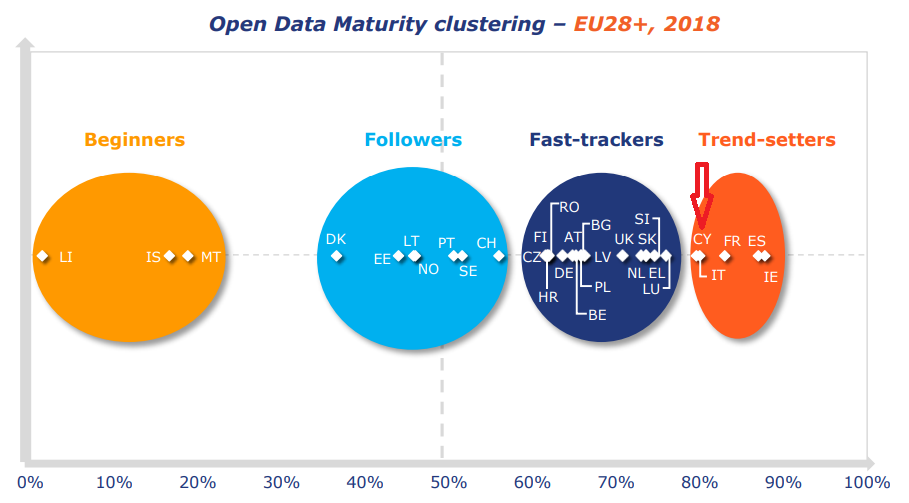 Open Data Maturity clustering – EU28+, 2018
Beginners
Followers
Fast-trackers
Trend-setters
LI
IS
MT
DK
EE
LT
NO
PT
SE
CH
CZ
FI
RO
HR
DE
AT
BG
BE
PL
LV
UK
NL
SK
SI
EL
LU
CY
IT
FR
ES
IE
0%
10%
20%
30%
40%
50%
60%
70%
80%
90%
100%